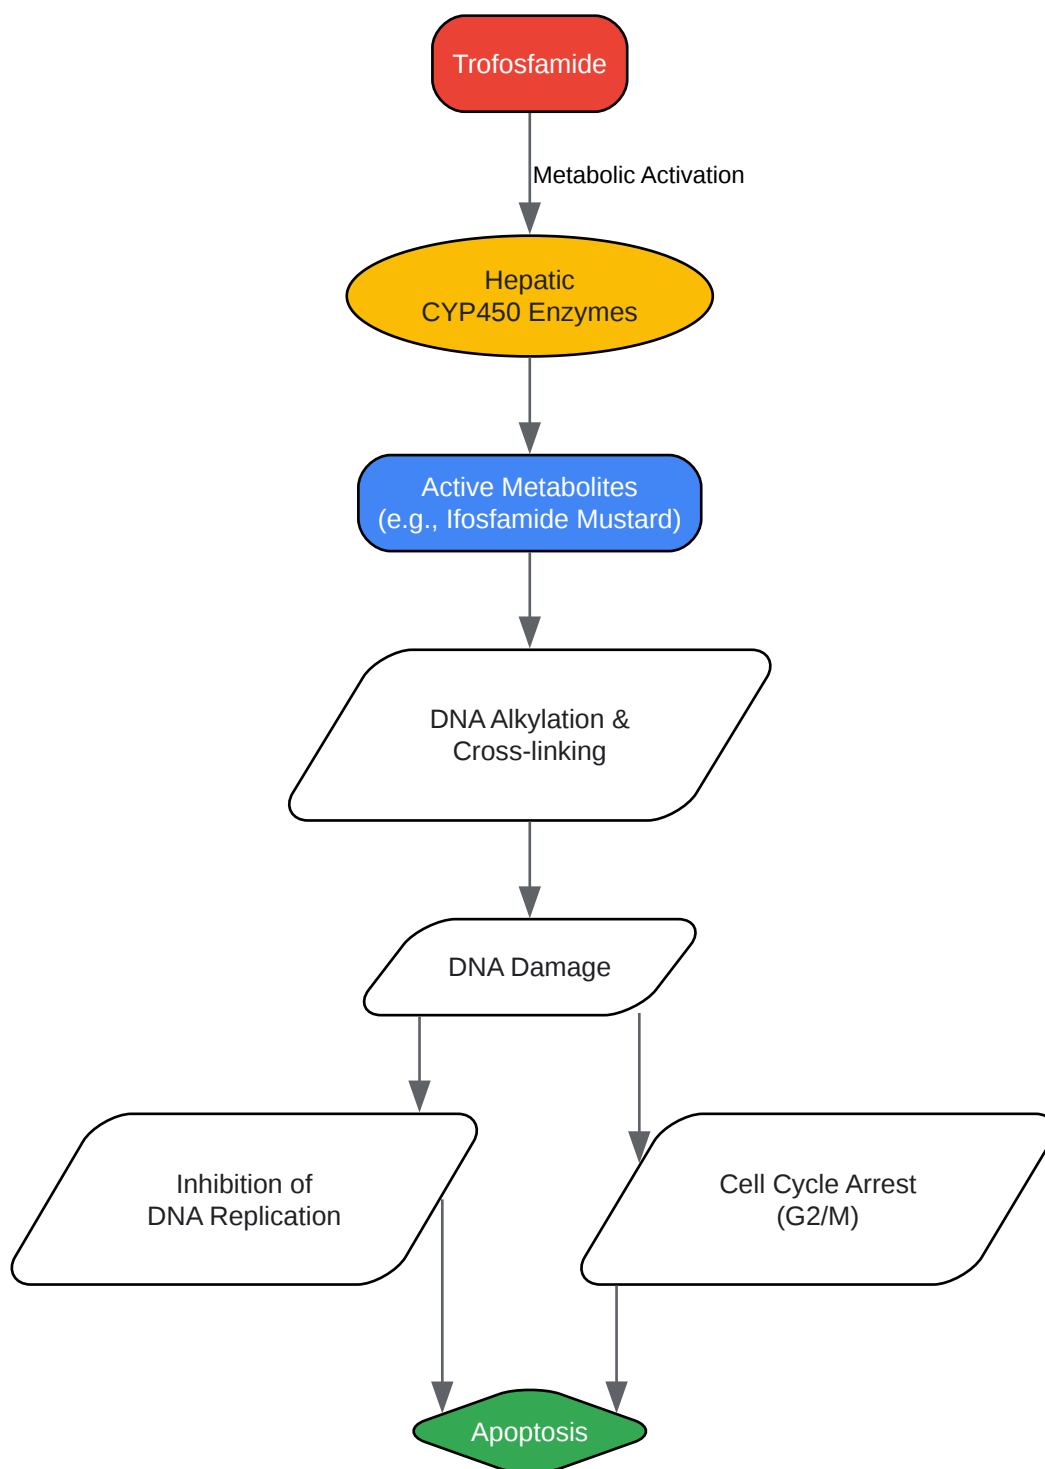 Trofosfamide
Metabolic Activation
Hepatic
CYP450 Enzymes
Active Metabolites
(e.g., Ifosfamide Mustard)
DNA Alkylation &
Cross-linking
DNA Damage
Inhibition of
DNA Replication
Cell Cycle Arrest
(G2/M)
Apoptosis